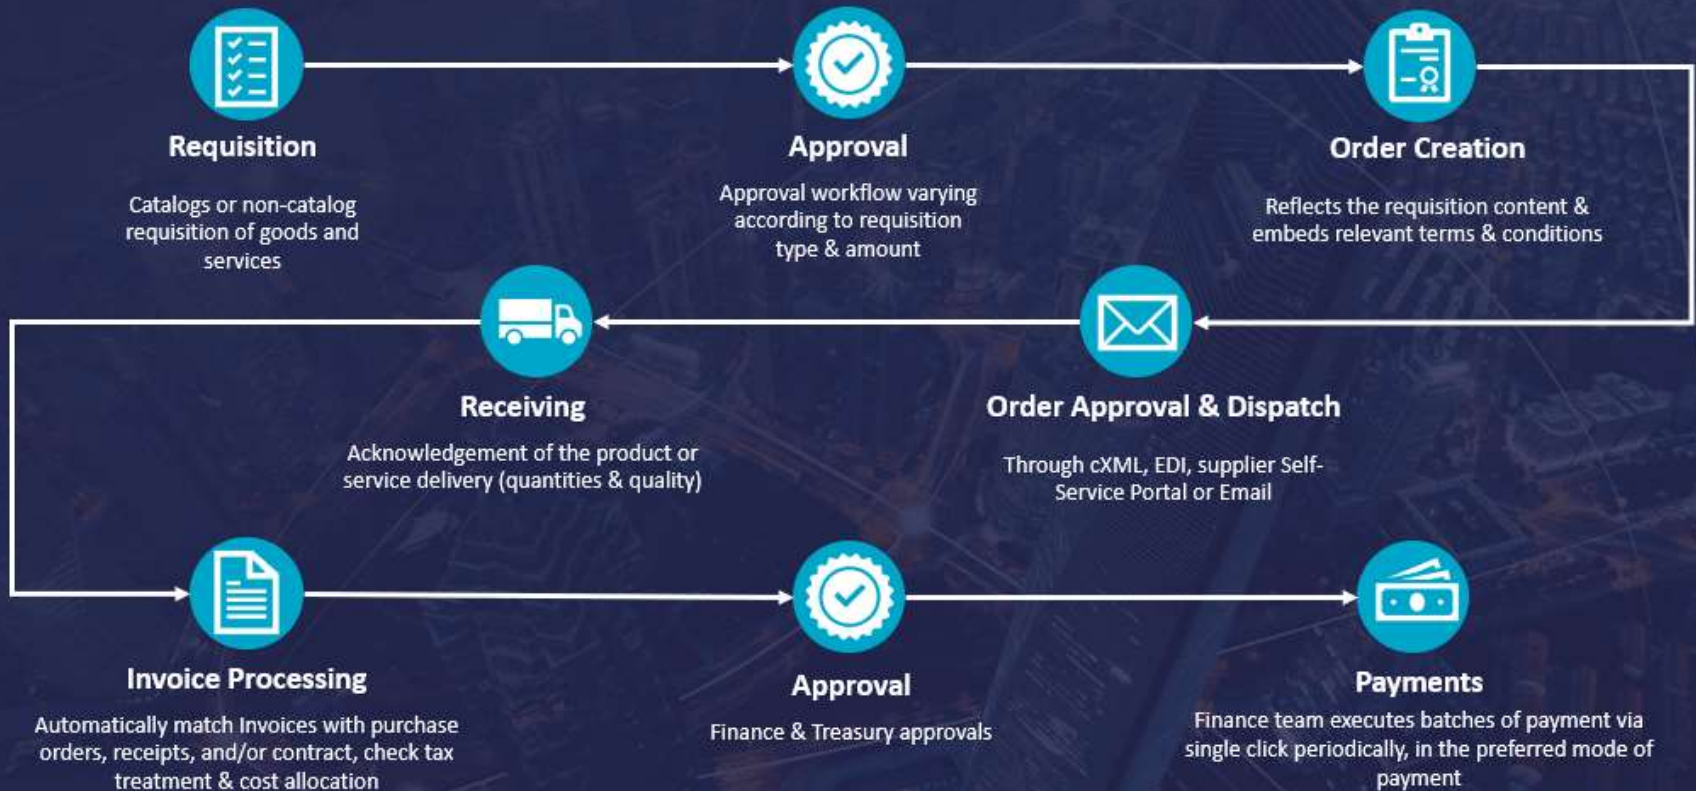 Requisition
Catalogs or non-catalog
requisition of goods and
services
Approval
Approval workflow varying
according to requisition
type & amount
Order Creation
Reflects the requisition content &
embeds relevant terms & conditions
Order Approval & Dispatch
Through cXML, EDI, supplier Self-
Service Portal or Email
Receiving
Acknowledgement of the product or
service delivery (quantities & quality)
Invoice Processing
Automatically match Invoices with purchase
orders, receipts, and/or contract, check tax
treatment & cost allocation
Approval
Finance & Treasury approvals
Payments
Finance team executes batches of payment via
single click periodically, in the preferred mode of
payment